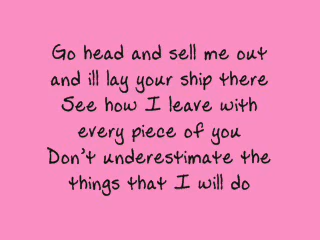 Go head and sell me out
and ill lay your ship there
See how I leave with
every piece of you
Don't underestimate the
things that I will do